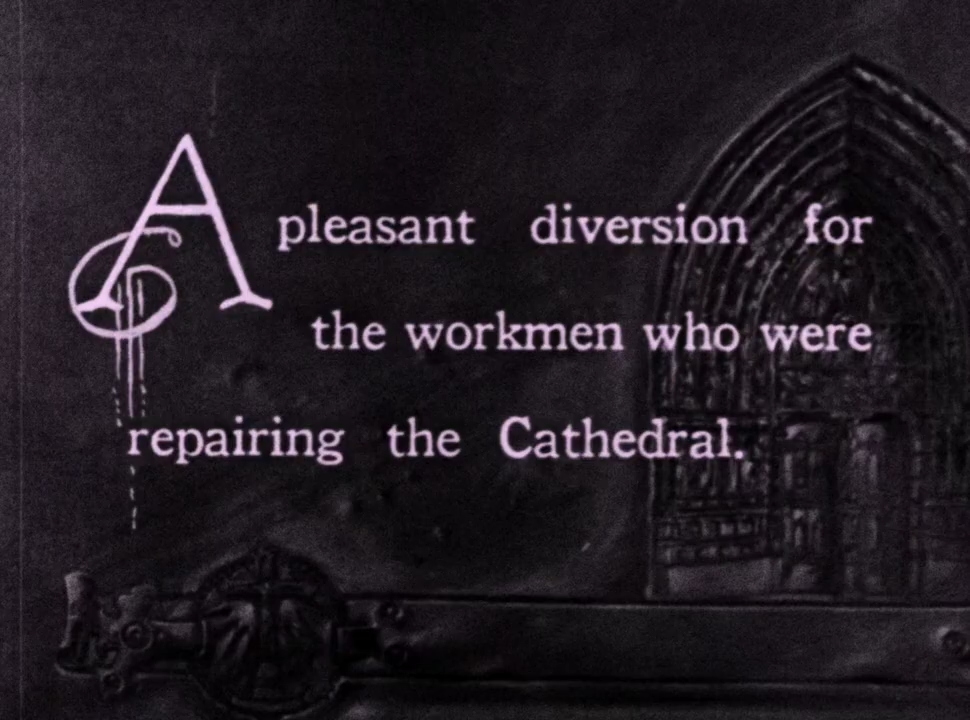 A pleasant diversion for
the workmen who were
repairing the Cathedral.